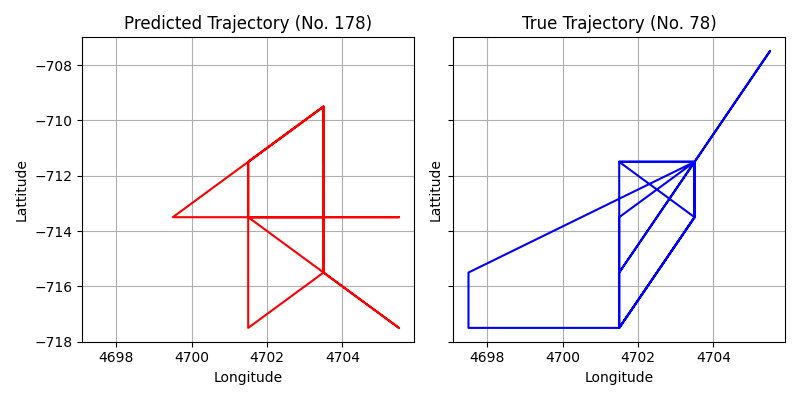 Predicted Trajectory (No. 178)
True Trajectory (No. 78)
−708
−710
−712
−714
−716
−718
Lattitude
Lattitude
4698
4700
4702
4704
4698
4700
4702
4704
Longitude
Longitude